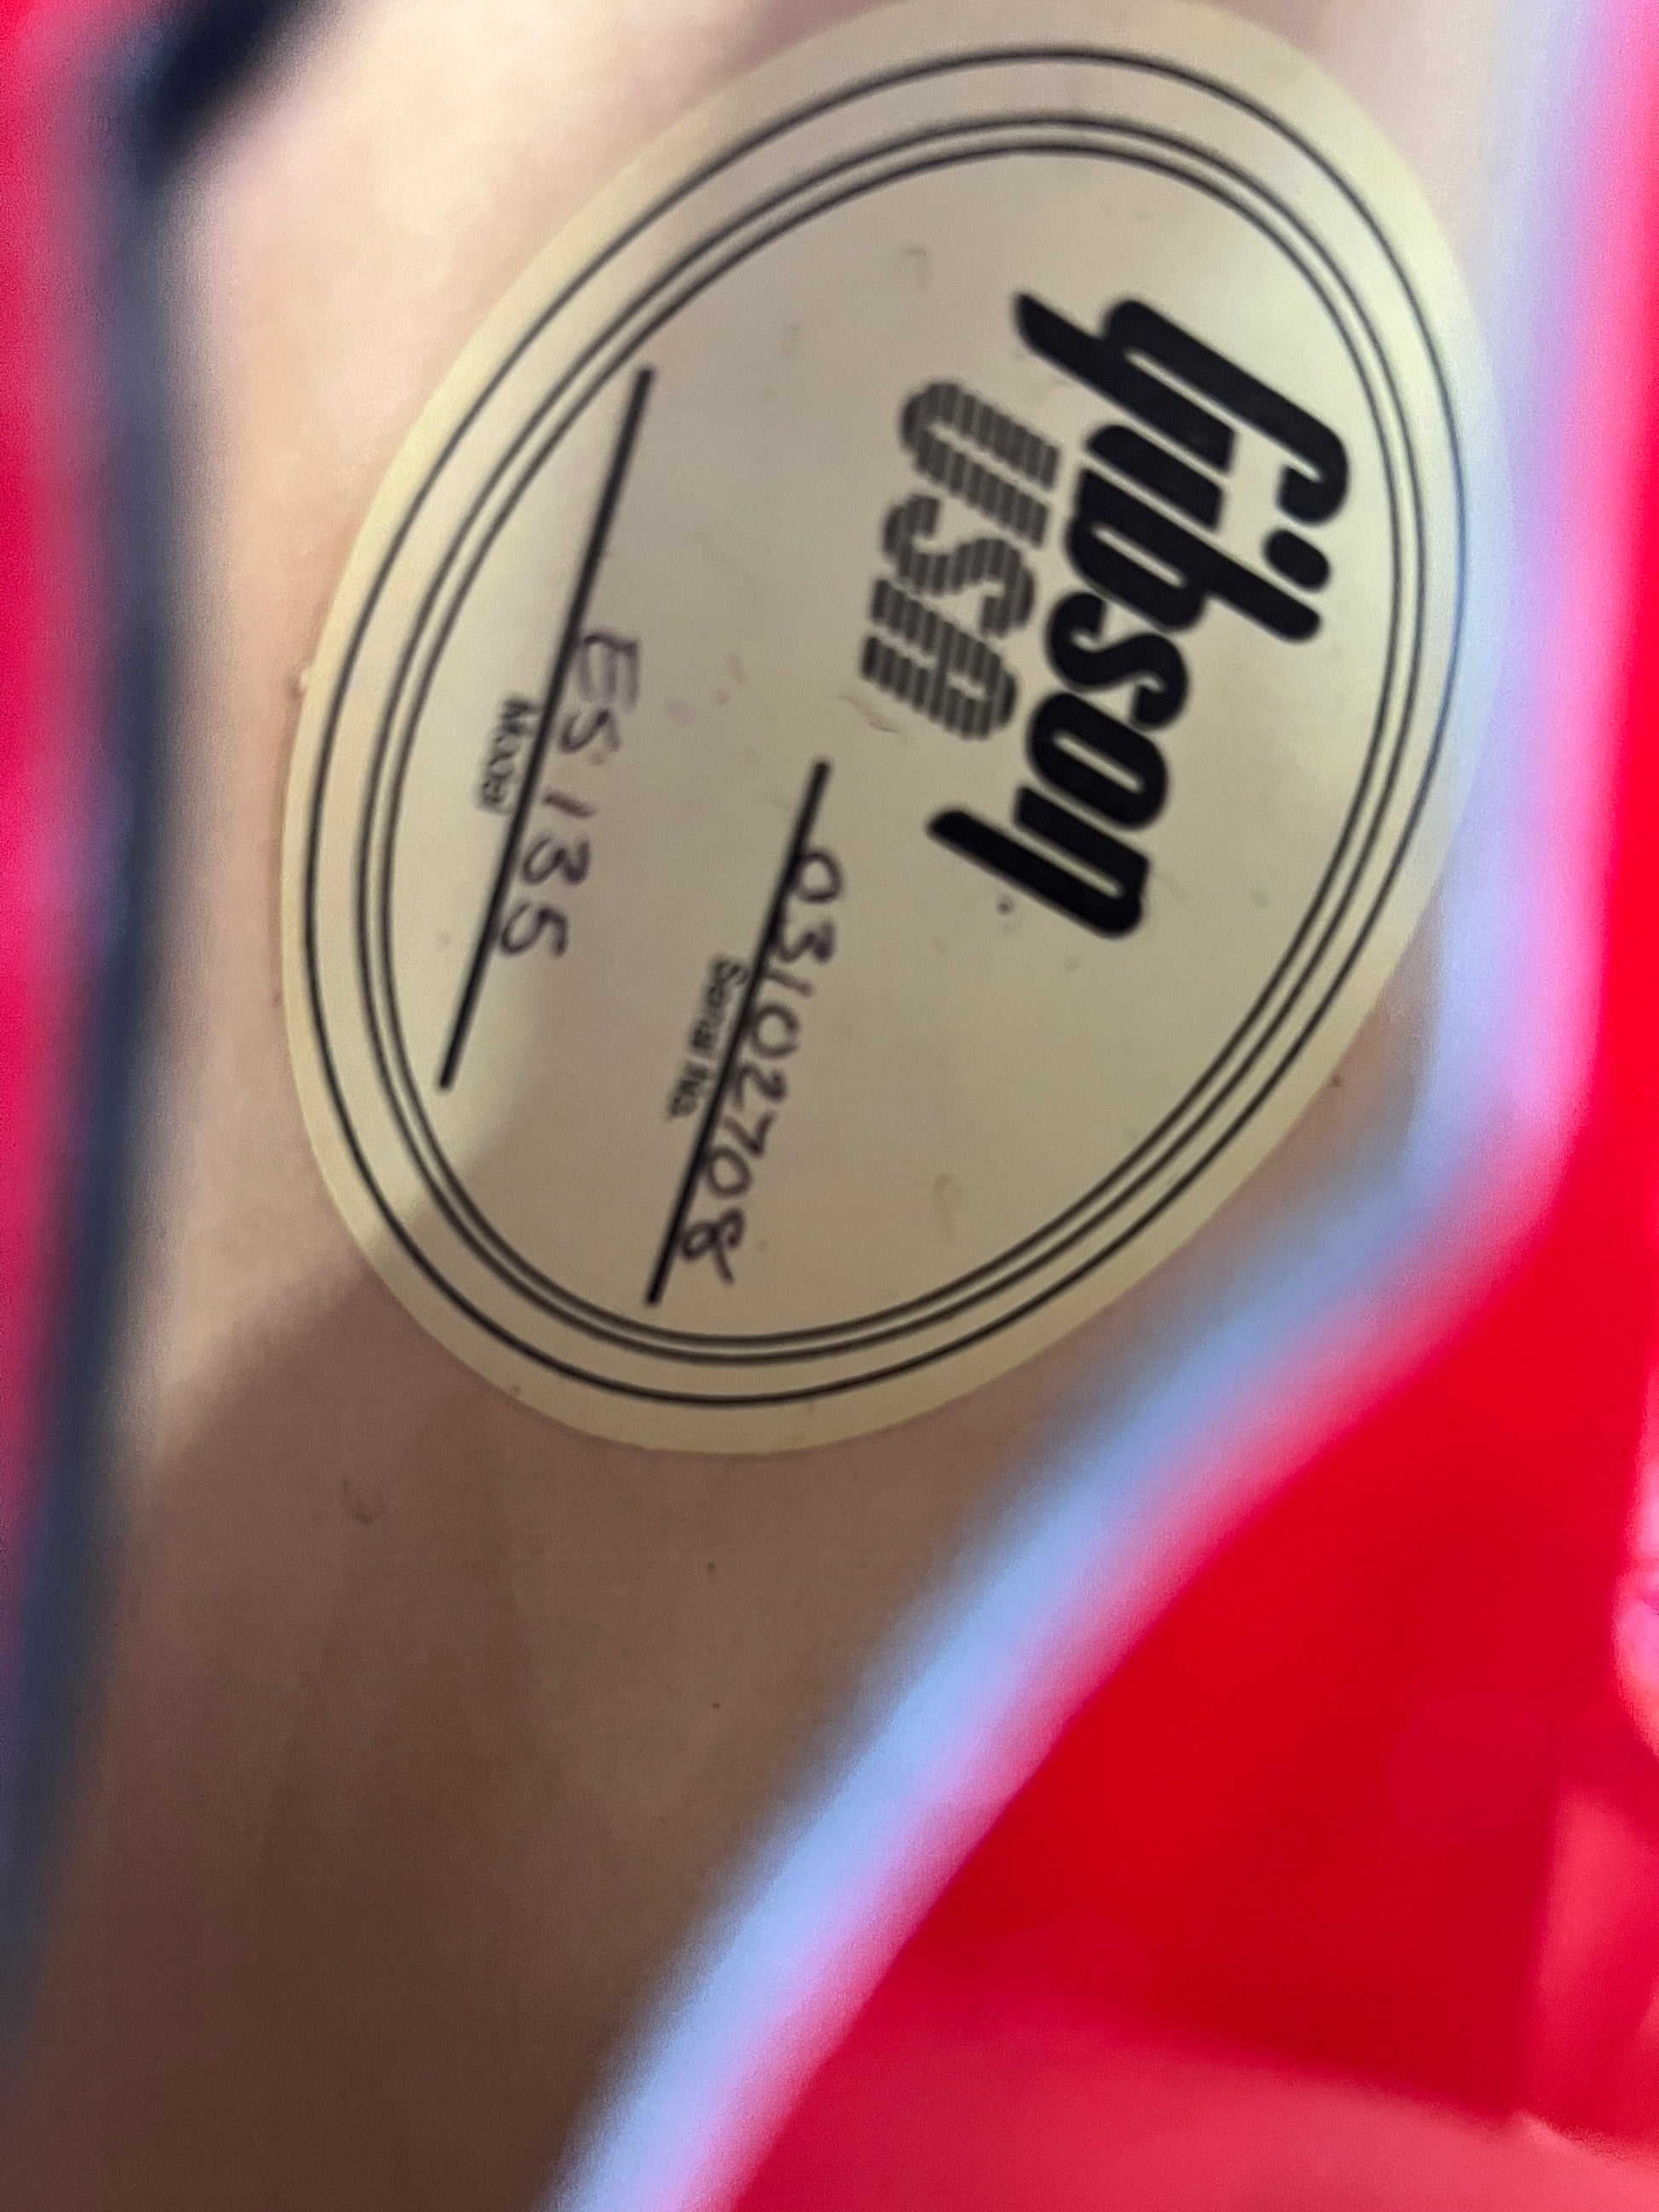 Gibson
USA
03102708
Serial No.
ES 135
Model